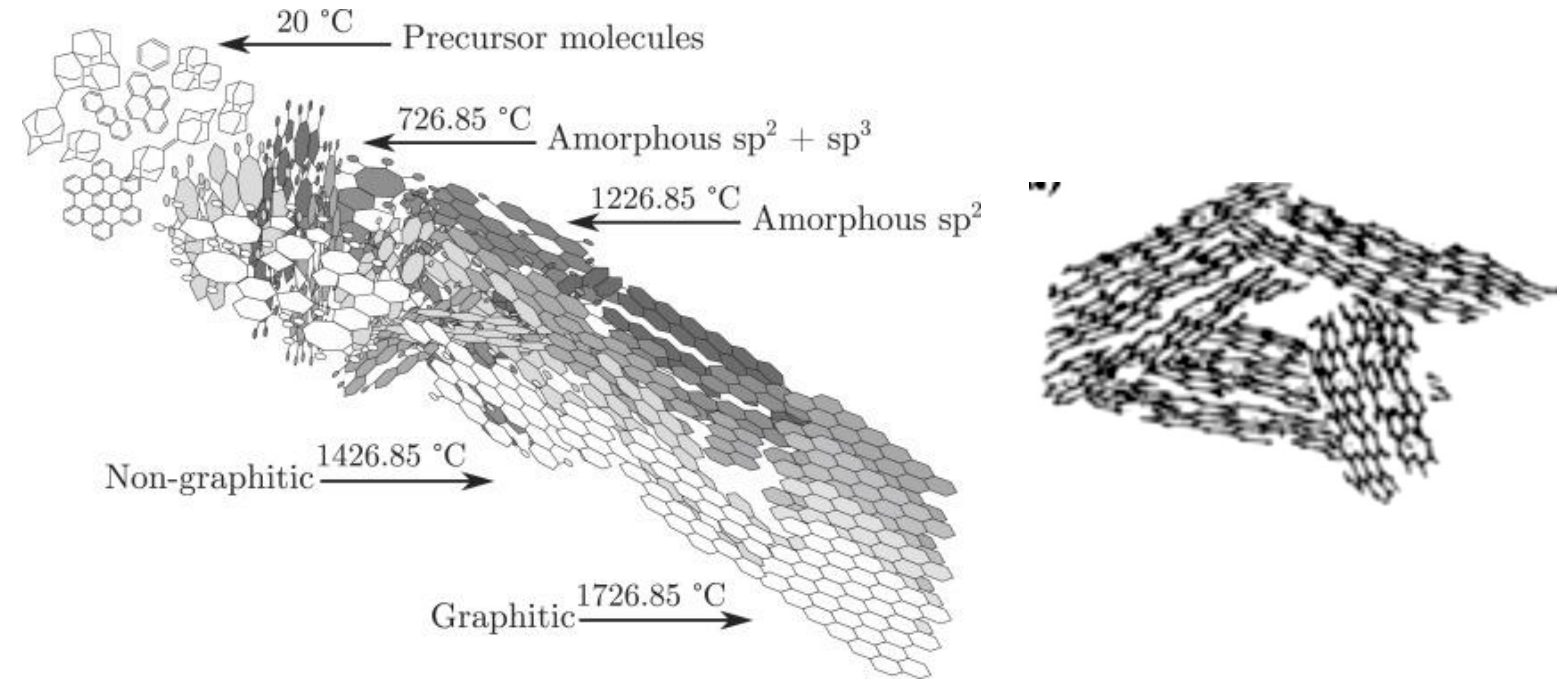 20 °C
Precursor molecules
726.85 °C
Amorphous sp² + sp³
1226.85 °C
Amorphous sp²
Non-graphitic
1426.85 °C
Graphitic
1726.85 °C